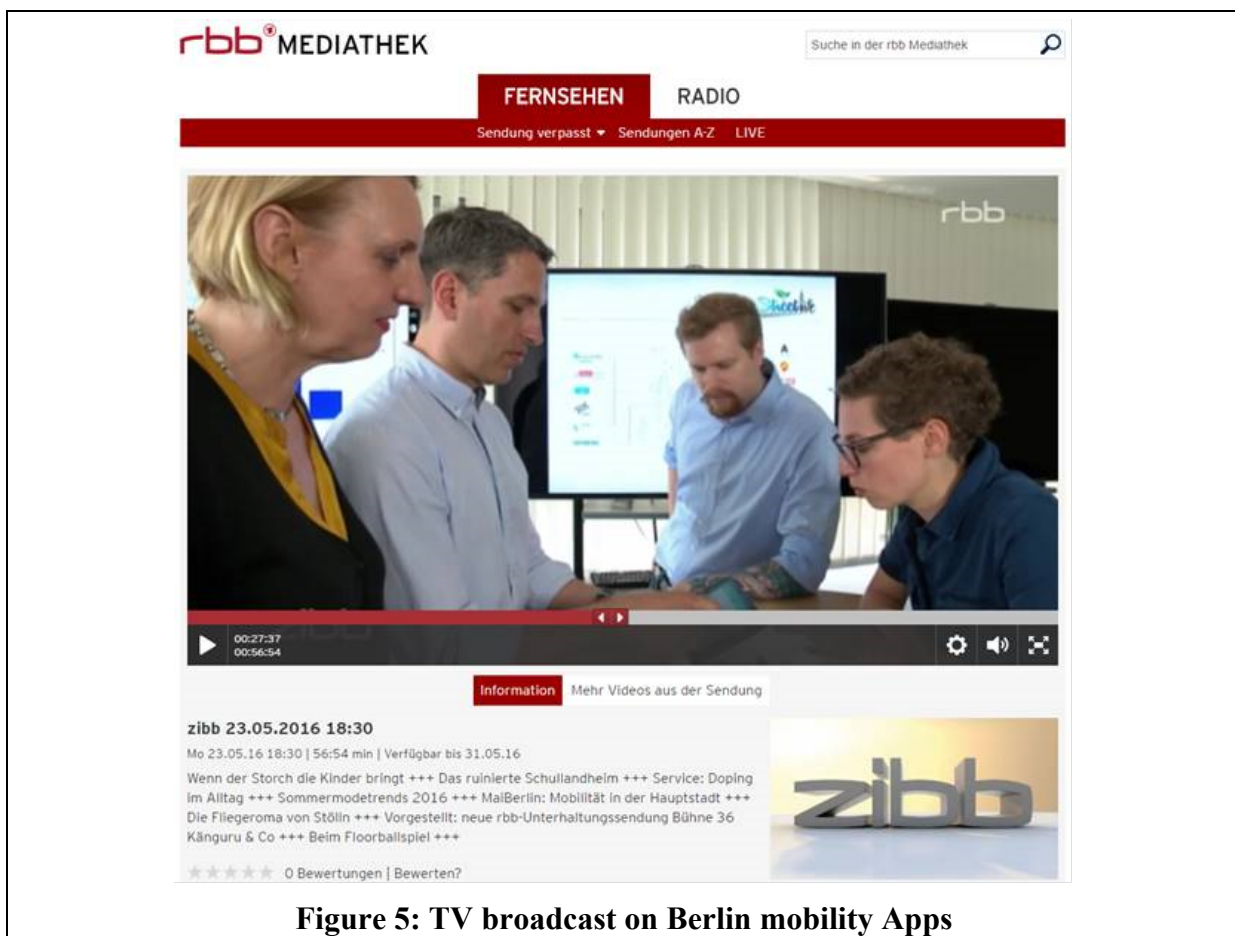 rbb MEDIATHEK
Suche in der rbb Mediathek
FERNSEHEN RADIO
Sendung verpasst Sendungen A-Z LIVE
rbb
Streetlife
zibb
00:27:37
00:56:54
Information Mehr Videos aus der Sendung
zibb 23.05.2016 18:30
Mo 23.05.16 18:30 | 56:54 min | Verfügbar bis 31.05.16
Wenn der Storch die Kinder bringt +++ Das ruinierte Schullandheim +++ Service: Doping
im Alltag +++ Sommermodetrends 2016 +++ MaiBerlin: Mobilität in der Hauptstadt +++
Die Fliegeroma von Stölln +++ Vorgestellt: neue rbb-Unterhaltungssendung Bühne 36
Känguru & Co +++ Beim Floorballspiel +++
zibb
0 Bewertungen | Bewerten?
Figure 5: TV broadcast on Berlin mobility Apps